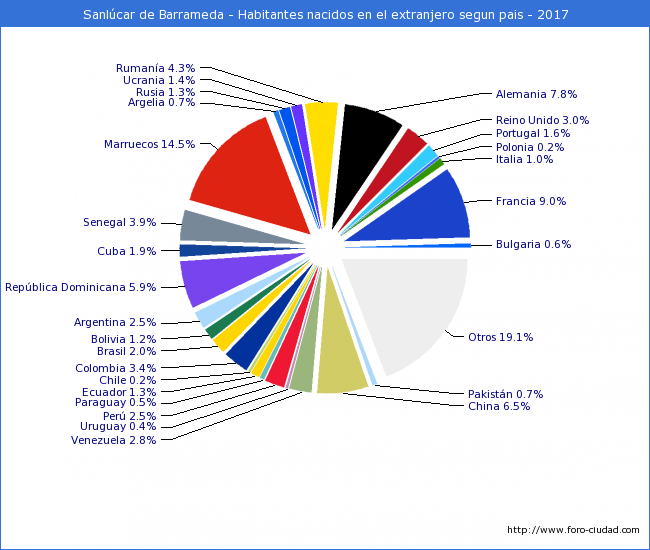 Sanlúcar de Barrameda - Habitantes nacidos en el extranjero segun pais - 2017
Rumanía 4.3%
Ucrania 1.4%
Rusia 1.3%
Argelia 0.7%
Marruecos 14.5%
Senegal 3.9%
Cuba 1.9%
República Dominicana 5.9%
Argentina 2.5%
Bolivia 1.2%
Brasil 2.0%
Colombia 3.4%
Chile 0.2%
Ecuador 1.3%
Paraguay 0.5%
Perú 2.5%
Uruguay 0.4%
Venezuela 2.8%
Alemania 7.8%
Reino Unido 3.0%
Portugal 1.6%
Polonia 0.2%
Italia 1.0%
Francia 9.0%
Bulgaria 0.6%
Otros 19.1%
Pakistán 0.7%
China 6.5%
http://www.foro-ciudad.com